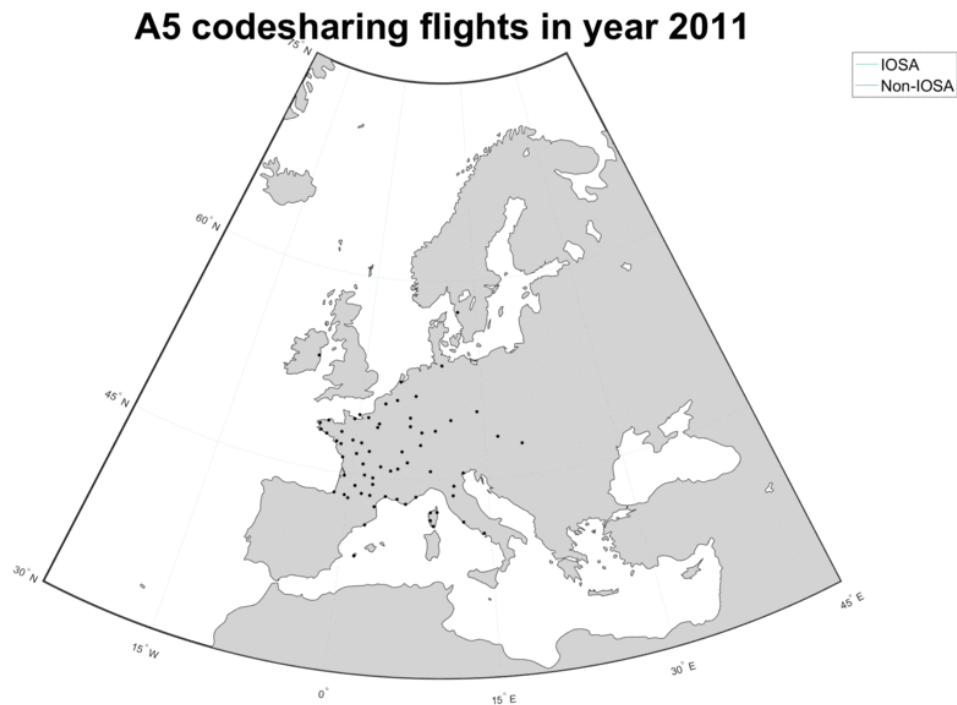 A5 codesharing flights in year 2011
75°N
IOSA
Non-IOSA
60°N
45°N
30°N
45°E
15°W
30°E
0°
15°E